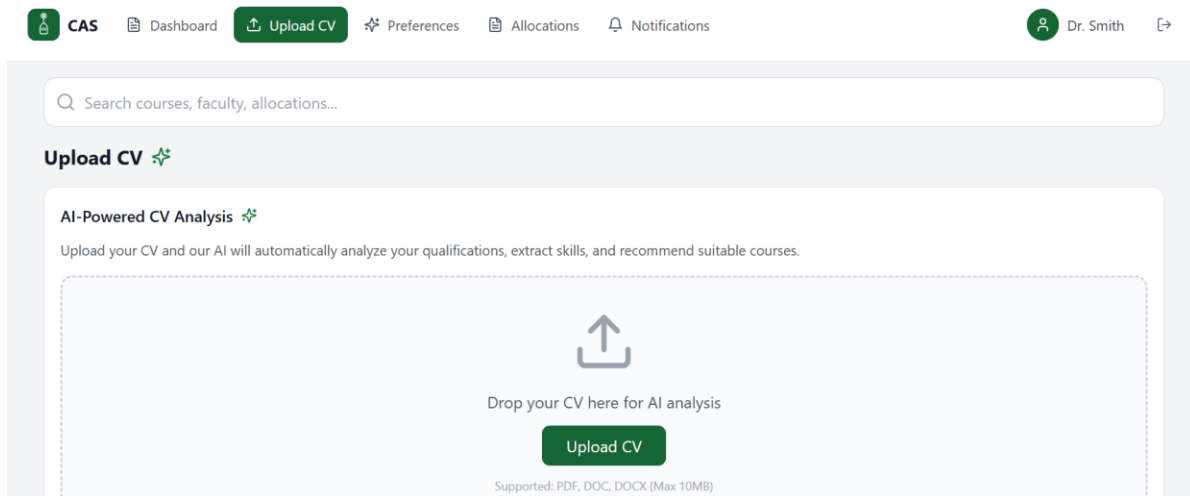 CAS Dashboard Upload CV Preferences Allocations Notifications Dr. Smith
Search courses, faculty, allocations...
Upload CV
AI-Powered CV Analysis
Upload your CV and our AI will automatically analyze your qualifications, extract skills, and recommend suitable courses.
Drop your CV here for AI analysis
Upload CV
Supported: PDF, DOC, DOCX (Max 10MB)